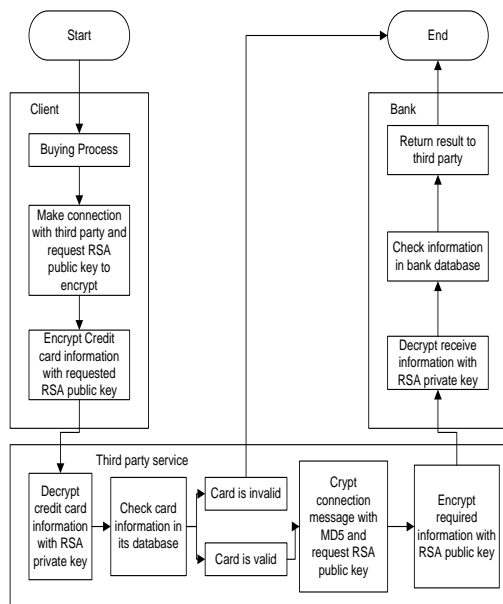 Start
End
Client
Buying Process
Make connection
with third party and
request RSA
public key to
encrypt
Encrypt Credit
card information
with requested
RSA public key
Bank
Return result to
third party
Check information
in bank database
Decrypt receive
information with
RSA private key
Third party service
Decrypt
credit card
information
with RSA
private key
Check card
information in
its database
Card is invalid
Card is valid
Crypt
connection
message with
MD5 and
request RSA
public key
Encrypt
required
information with
RSA public key